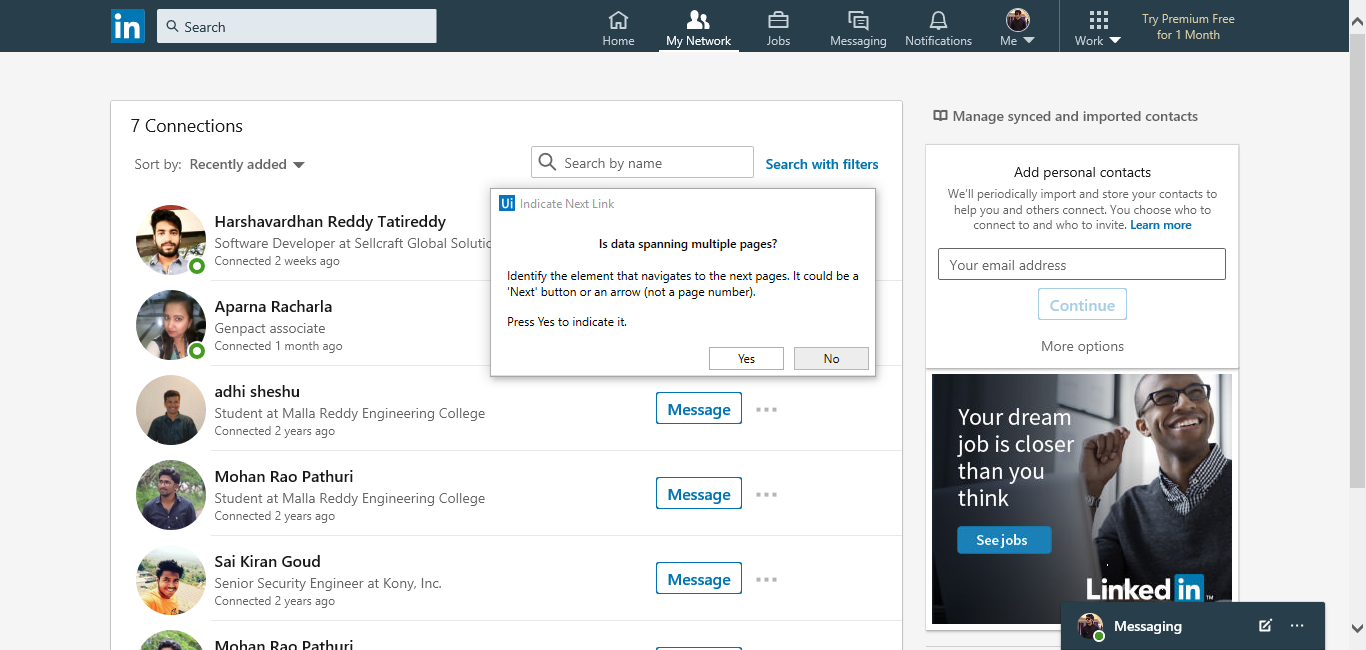 in
Search
Home
My Network
Jobs
Messaging
Notifications
Me
Work
Try Premium Free
for 1 Month
7 Connections
Sort by: Recently added
Search by name
Search with filters
Harshavardhan Reddy Tatireddy
Software Developer at Sellcraft Global
Connected 2 weeks ago
Aparna Racharla
Genpact associate
Connected 1 month ago
Ui Indicate Next Link
Is data spanning multiple pages?
Identify the element that navigates to the next pages. It could be a
'Next' button or an arrow (not a page number).
Press Yes to indicate it.
Yes
No
adhi sheshu
Student at Malla Reddy Engineering College
Connected 2 years ago
Message
Mohan Rao Pathuri
Student at Malla Reddy Engineering College
Connected 2 years ago
Message
Sai Kiran Goud
Senior Security Engineer at Kony, Inc.
Connected 2 years ago
Message
Mohan Rao Pathuri
Manage synced and imported contacts
Add personal contacts
We'll periodically import and store your contacts to
help you and others connect. You choose who to
connect to and who to invite. Learn more
Your email address
Continue
More options
Your dream
job is closer
than you
think
See jobs
Linked in ™
Messaging